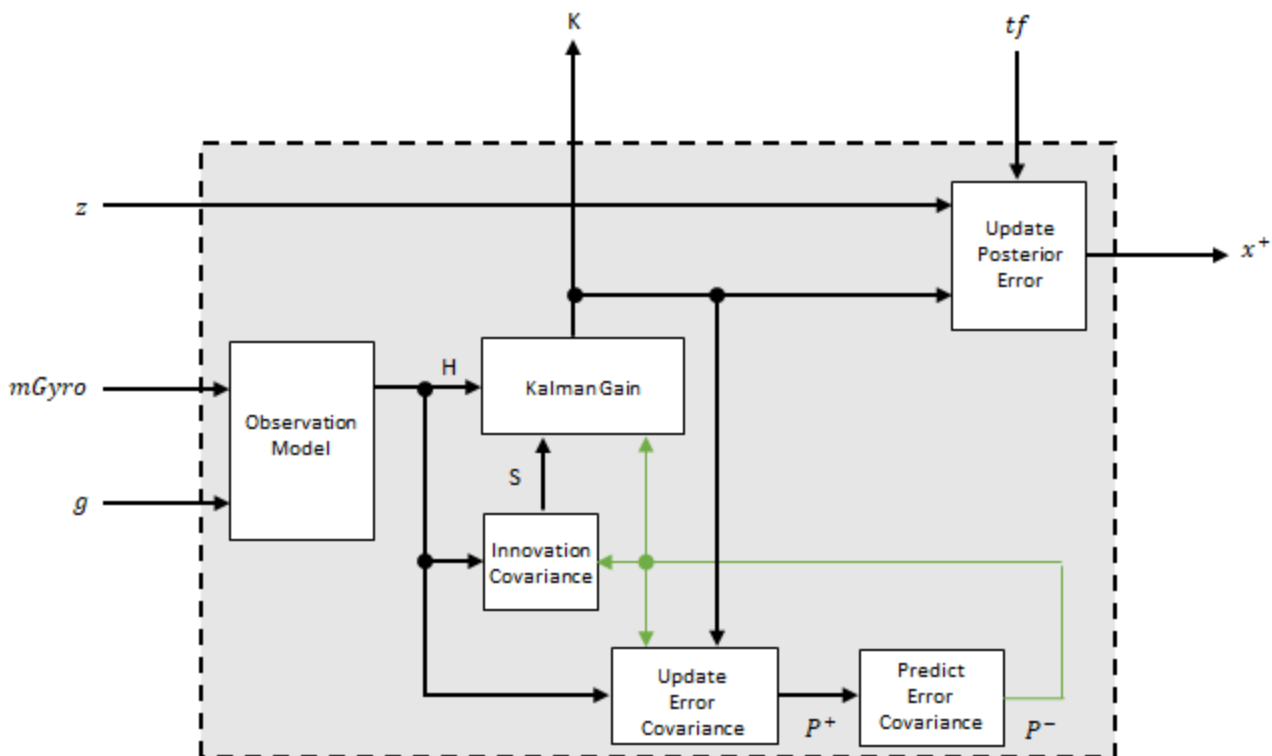 K
tf
z
Update
Posterior
Error
x⁺
mGyro
H
Kalman Gain
Observation
Model
S
g
Innovation
Covariance
Update
Error
Covariance
P⁺
Predict
Error
Covariance
P⁻